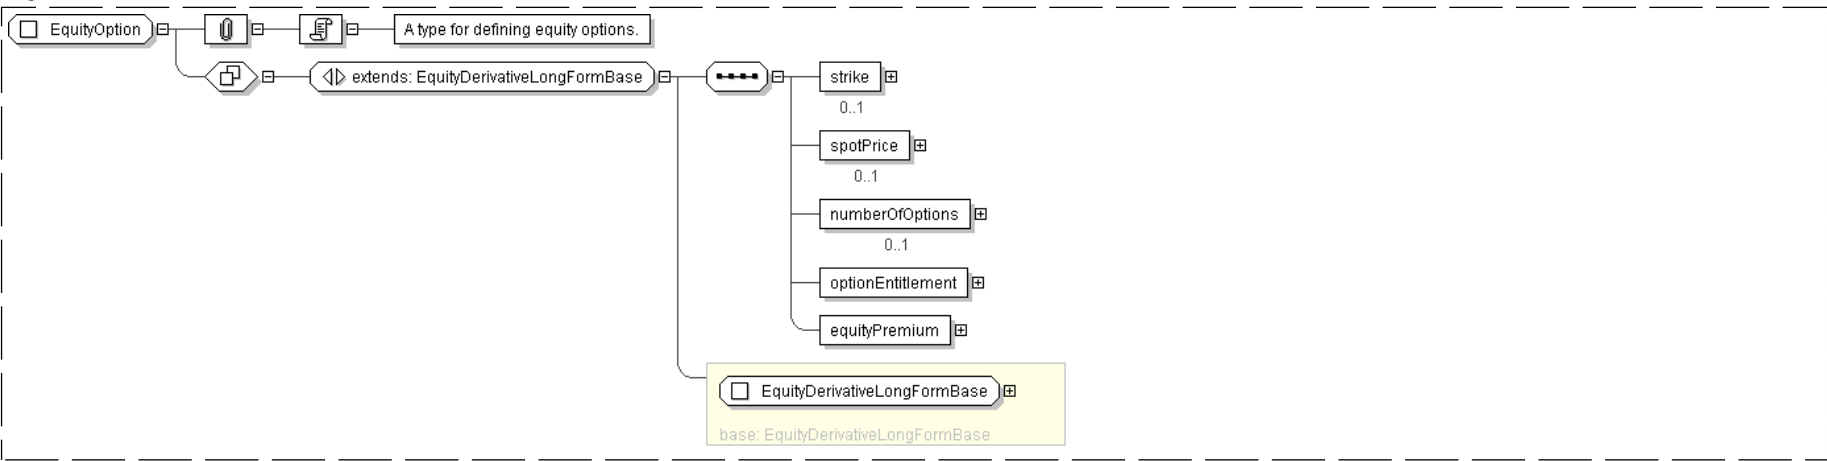 EquityOption
A type for defining equity options.
extends: EquityDerivativeLongFormBase
strike
0..1
spotPrice
0..1
numberOfOptions
0..1
optionEntitlement
equityPremium
EquityDerivativeLongFormBase
base: EquityDerivativeLongFormBase